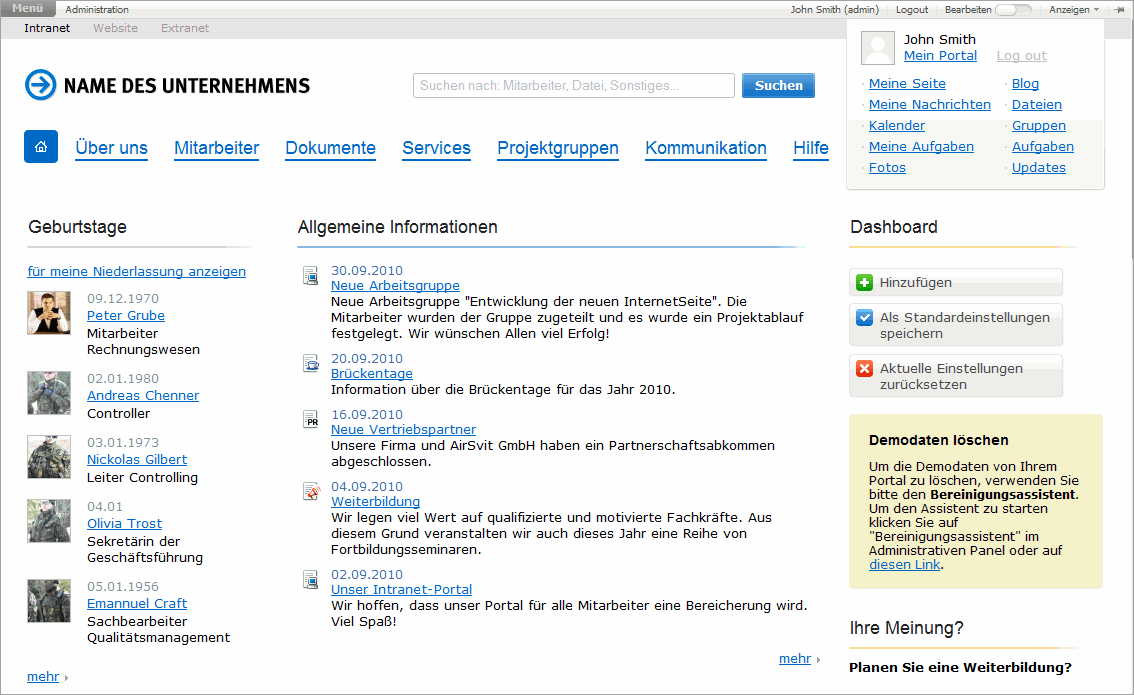 Menü
Administration
John Smith (admin)
Logout
Bearbeiten
Anzeigen
Intranet
Website
Extranet
John Smith
Mein Portal
Log out
Meine Seite
Blog
Meine Nachrichten
Dateien
Kalender
Gruppen
Meine Aufgaben
Aufgaben
Fotos
Updates
NAME DES UNTERNEHMENS
Suchen nach: Mitarbeiter, Datei, Sonstiges...
Suchen
Über uns
Mitarbeiter
Dokumente
Services
Projektgruppen
Kommunikation
Hilfe
Geburtstage
für meine Niederlassung anzeigen
09.12.1970
Peter Grube
Mitarbeiter
Rechnungswesen
02.01.1980
Andreas Chenner
Controller
03.01.1973
Nickolas Gilbert
Leiter Controlling
04.01
Olivia Trost
Sekretärin der
Geschäftsführung
05.01.1956
Emannuel Craft
Sachbearbeiter
Qualitätsmanagement
mehr
Allgemeine Informationen
30.09.2010
Neue Arbeitsgruppe
Neue Arbeitsgruppe "Entwicklung der neuen InternetSeite". Die
Mitarbeiter wurden der Gruppe zugeteilt und es wurde ein Projektablauf
festgelegt. Wir wünschen Allen viel Erfolg!
20.09.2010
Brückentage
Information über die Brückentage für das Jahr 2010.
PR
16.09.2010
Neue Vertriebspartner
Unsere Firma und AirSvit GmbH haben ein Partnerschaftsabkommen
abgeschlossen.
04.09.2010
Weiterbildung
Wir legen viel Wert auf qualifizierte und motivierte Fachkräfte. Aus
diesem Grund veranstalten wir auch dieses Jahr eine Reihe von
Fortbildungsseminaren.
02.09.2010
Unser Intranet-Portal
Wir hoffen, dass unser Portal für alle Mitarbeiter eine Bereicherung wird.
Viel Spaß!
mehr
Dashboard
Hinzufügen
Als Standardeinstellungen
speichern
Aktuelle Einstellungen
zurücksetzen
Demodaten löschen
Um die Demodaten von Ihrem
Portal zu löschen, verwenden Sie
bitte den Bereinigungsassistent.
Um den Assistent zu starten
klicken Sie auf
"Bereinigungsassistent" im
Administrativen Panel oder auf
diesen Link.
Ihre Meinung?
Planen Sie eine Weiterbildung?